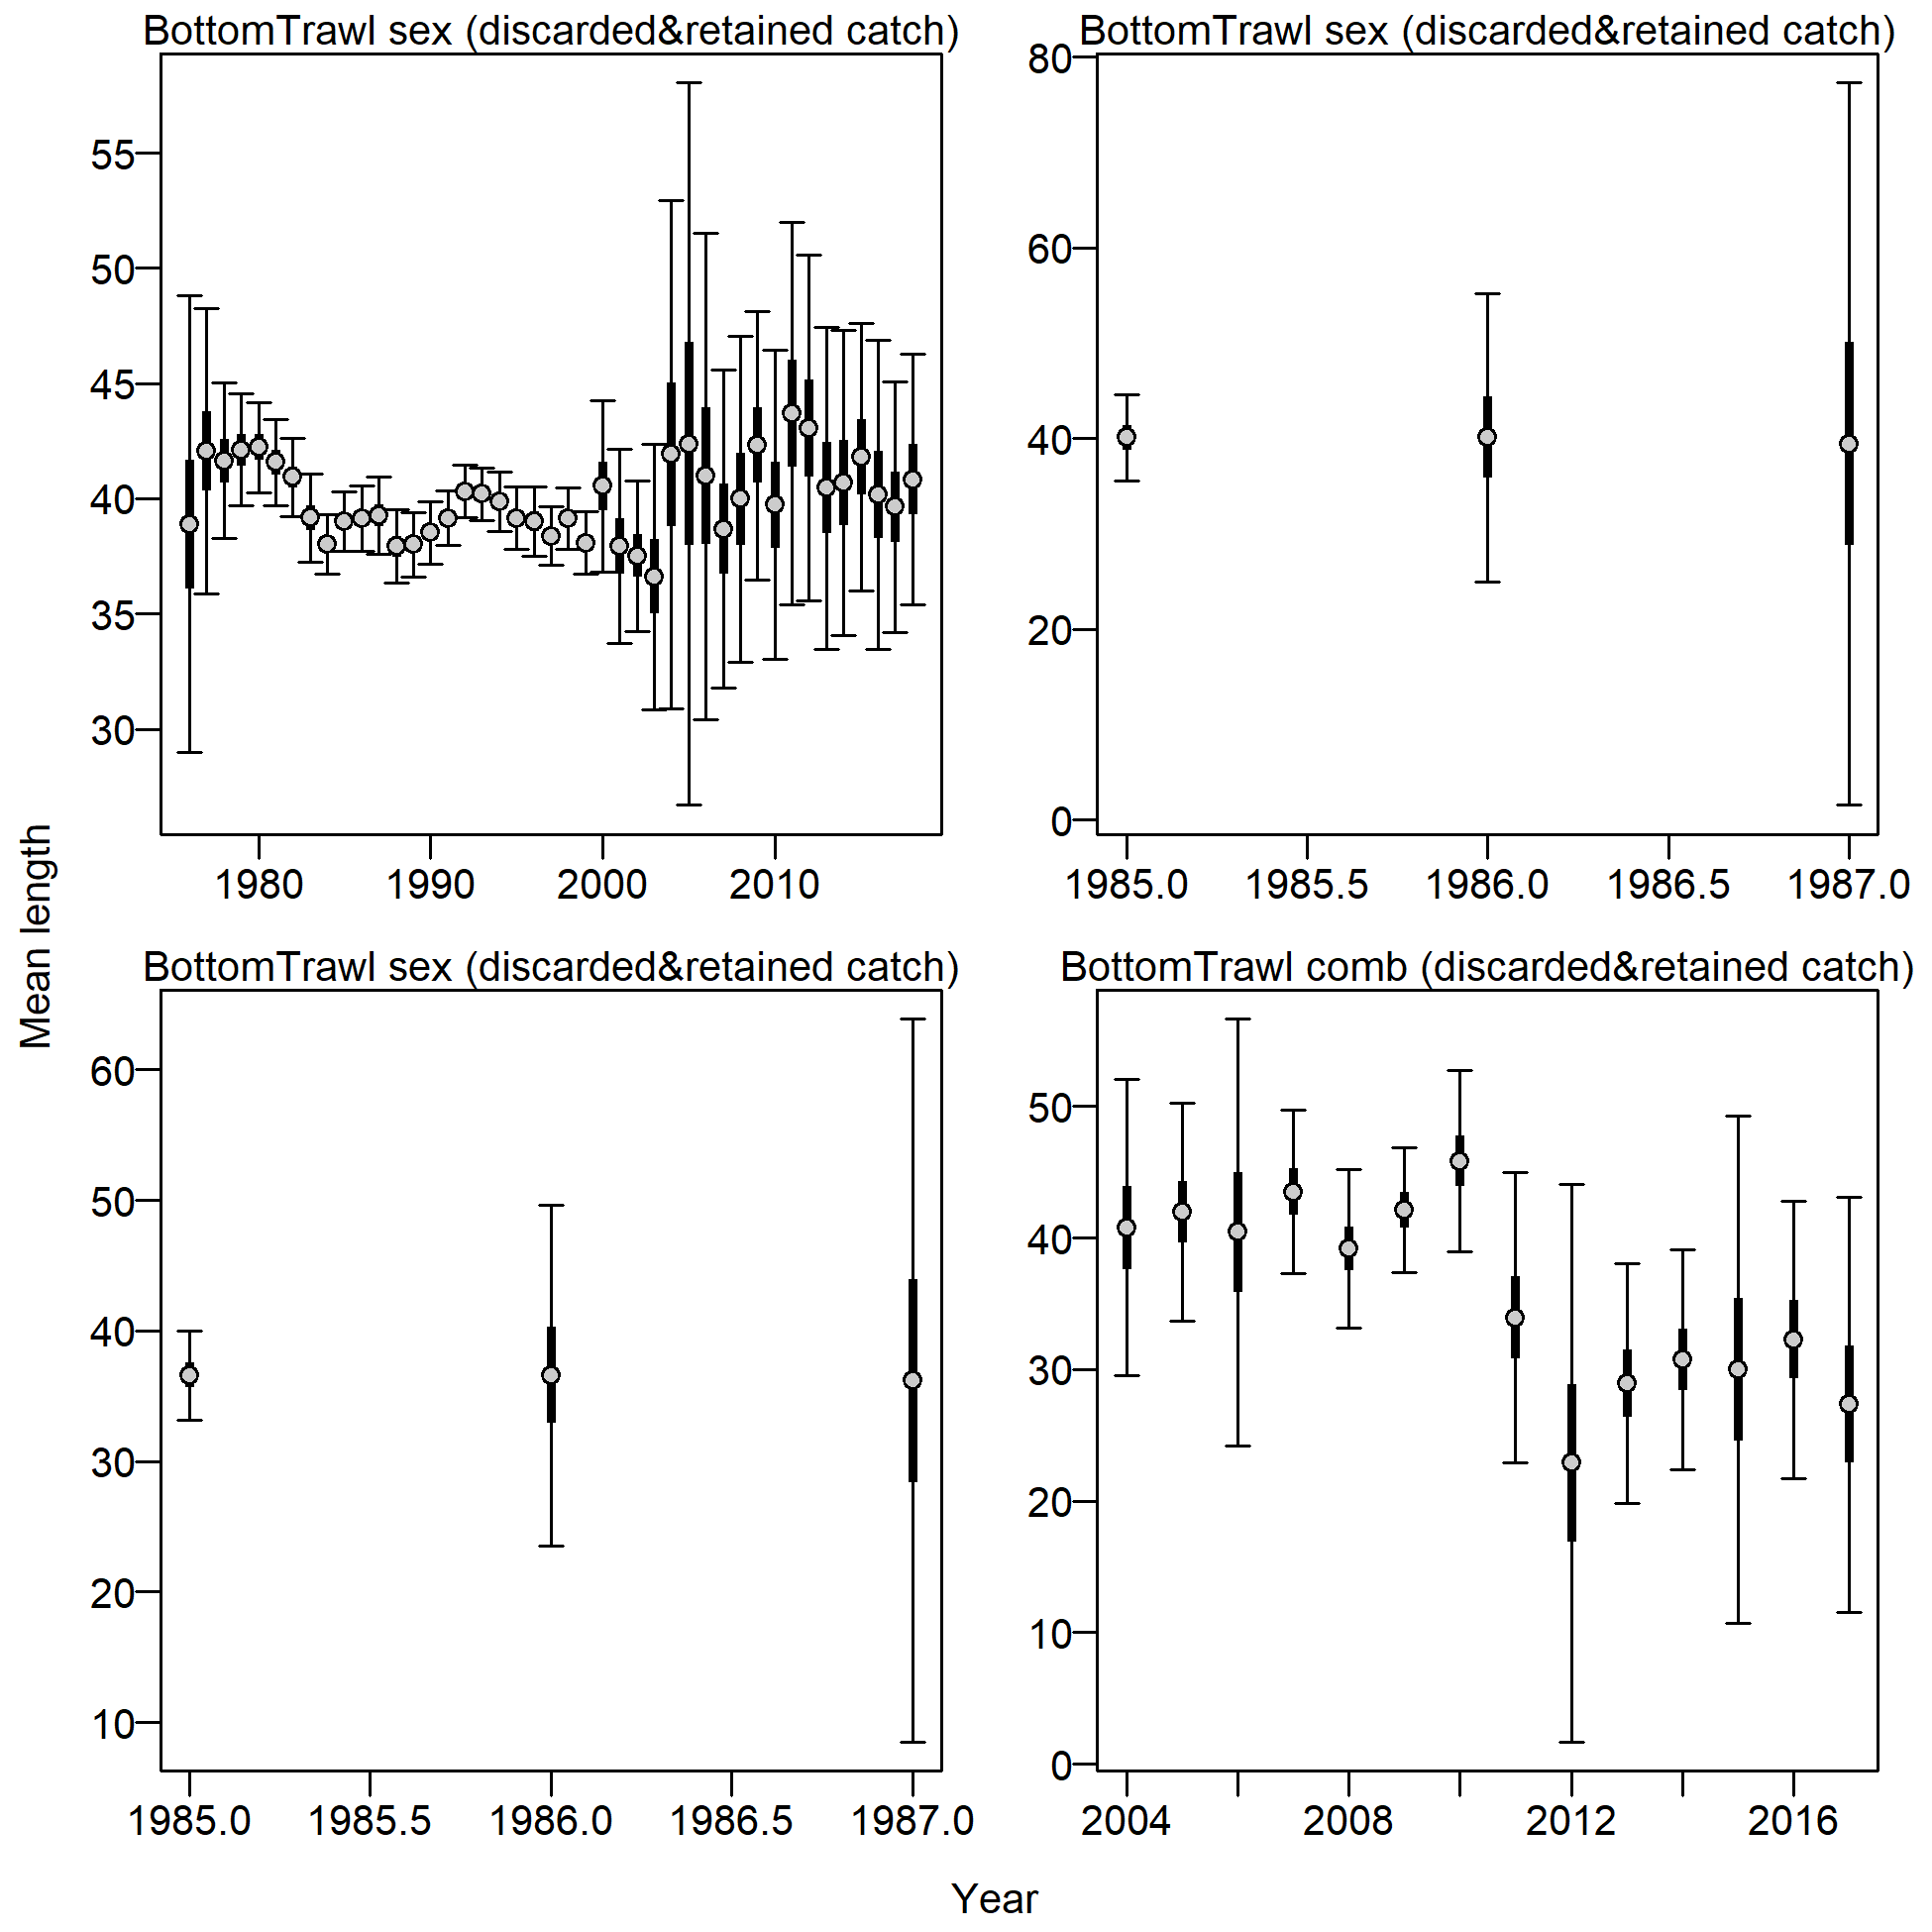 BottomTrawl sex (discarded&retained catch)
55
50
45
40
35
30
1980 1990 2000 2010
BottomTrawl sex (discarded&retained catch)
80
60
40
20
0
1985.0 1985.5 1986.0 1986.5 1987.0
BottomTrawl sex (discarded&retained catch)
60
50
40
30
20
10
1985.0 1985.5 1986.0 1986.5 1987.0
BottomTrawl comb (discarded&retained catch)
50
40
30
20
10
0
2004 2008 2012 2016
Mean length
Year